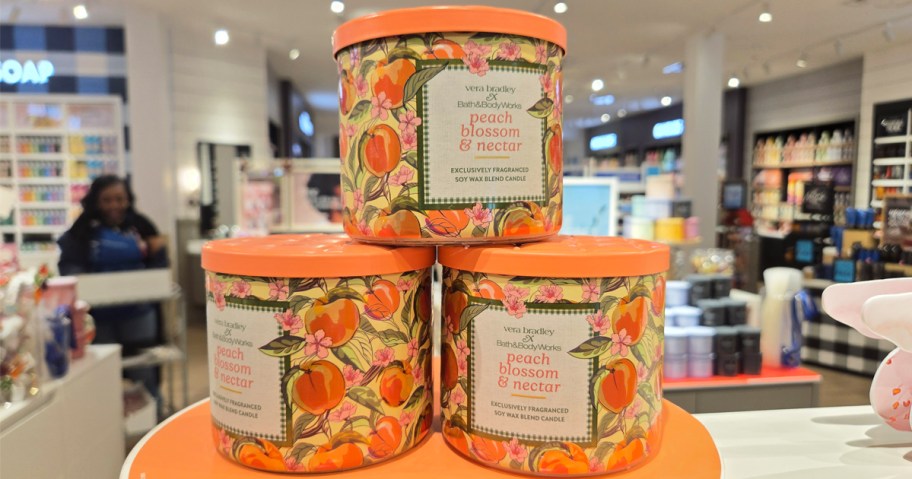 SOAP
vera bradley
X
Bath&BodyWorks
peach
blossom
& nectar
EXCLUSIVELY FRAGRANCED
SOY WAX BLEND CANDLE
vera bradley
X
Bath&BodyWorks
peach
blossom
& nectar
EXCLUSIVELY FRAGRANCED
SOY WAX BLEND CANDLE
vera bradley
X
Bath&BodyWorks
peach
blossom
& nectar
EXCLUSIVELY FRAGRANCED
SOY WAX BLEND CANDLE